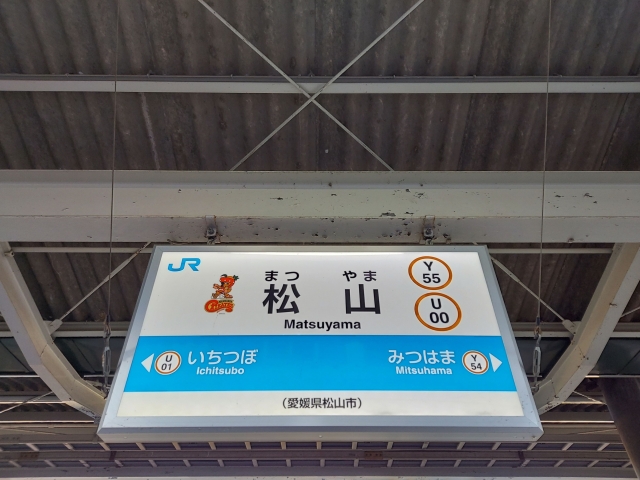 JR
まつ やま
松 山
Matsuyama
Y
55
U
00
U
01
いちつぼ
Ichitsubo
みつはま
Mitsuhama
Y
54
(愛媛県松山市)